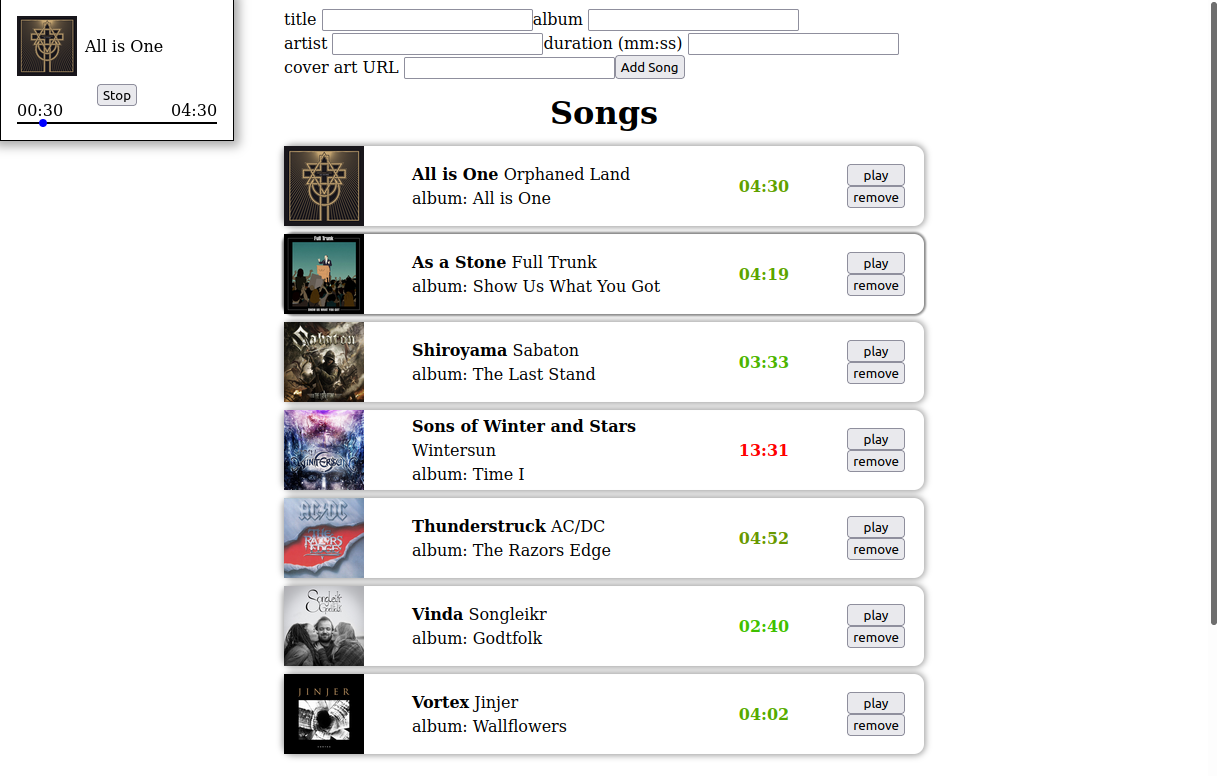 All is One
Stop
00:30 04:30
title album
artist duration (mm:ss)
cover art URL Add Song
Songs
All is One Orphaned Land
album: All is One
04:30
play
remove
Full Trunk
As a Stone Full Trunk
album: Show Us What You Got
04:19
play
remove
Sabaton
Shiroyama Sabaton
album: The Last Stand
03:33
play
remove
WINTERSUN
Sons of Winter and Stars
Wintersun
album: Time I
13:31
play
remove
AC/DC
THE
RAZORS
EDGE
Thunderstruck AC/DC
album: The Razors Edge
04:52
play
remove
Songleikr
Vinda Songleikr
album: Godtfolk
02:40
play
remove
JINJER
Vortex Jinjer
album: Wallflowers
04:02
play
remove